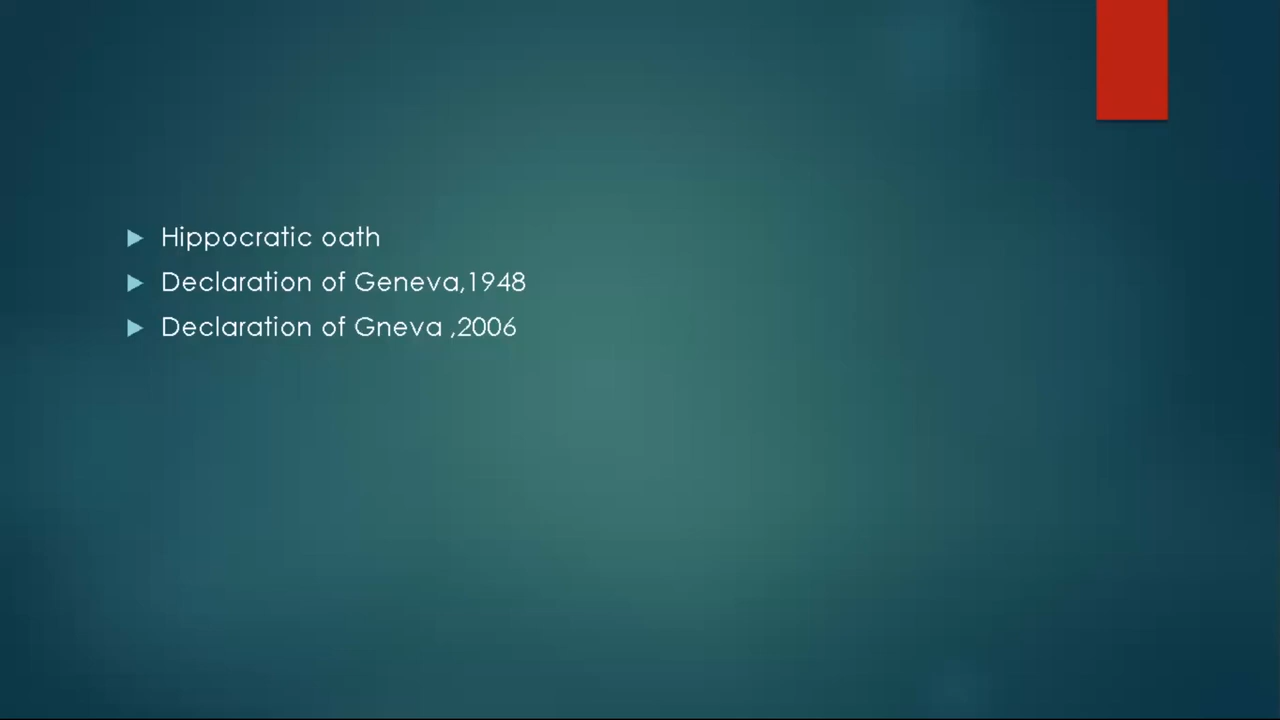 Hippocratic oath
Declaration of Geneva,1948
Declaration of Gneva ,2006